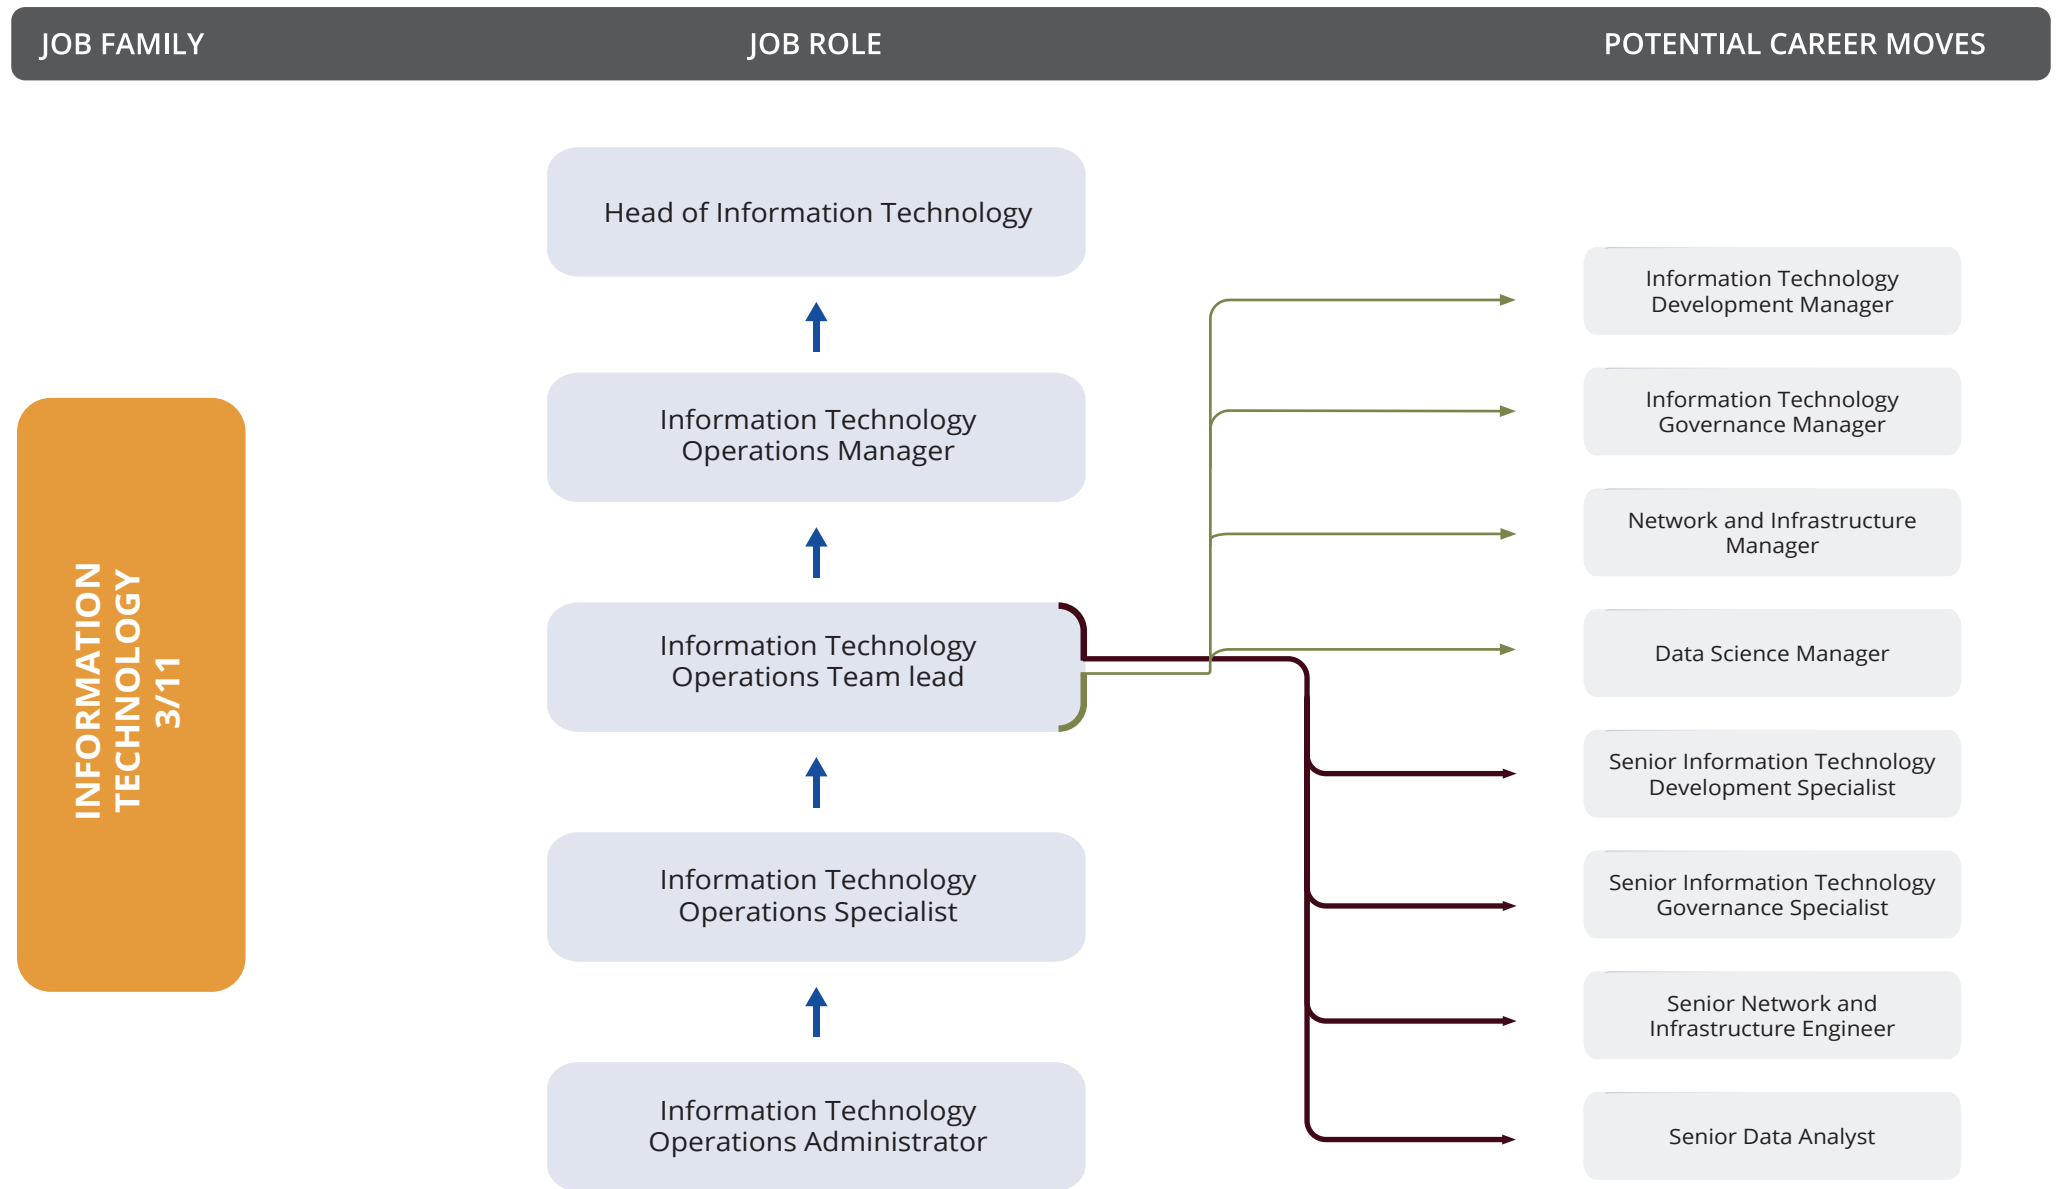 JOB FAMILY
JOB ROLE
POTENTIAL CAREER MOVES
INFORMATION
TECHNOLOGY
3/11
Head of Information Technology
Information Technology
Operations Manager
Information Technology
Operations Team lead
Information Technology
Operations Specialist
Information Technology
Operations Administrator
Information Technology
Development Manager
Information Technology
Governance Manager
Network and Infrastructure
Manager
Data Science Manager
Senior Information Technology
Development Specialist
Senior Information Technology
Governance Specialist
Senior Network and
Infrastructure Engineer
Senior Data Analyst